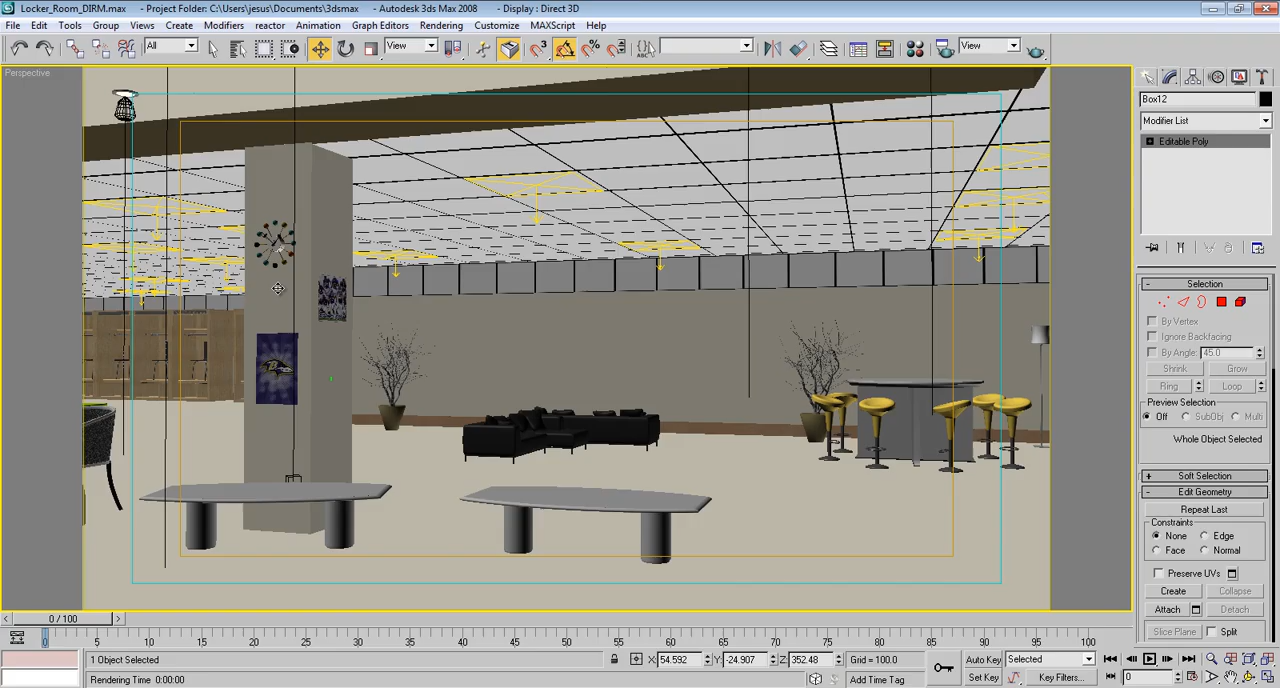 Locker_Room_DIRM.max - Project Folder: C:\Users\jesus\Documents\3dsmax - Autodesk 3ds Max 2008 - Display : Direct 3D
File Edit Tools Group Views Create Modifiers reactor Animation Graph Editors Rendering Customize MAXScript Help
All View View
Perspective
Box12
Modifier List
Editable Poly
- Selection
By Vertex
Ignore Backfacing
By Angle: 45.0
Shrink Grow
Ring Loop
Preview Selection
Off SubObj Multi
Whole Object Selected
+ Soft Selection
- Edit Geometry
Repeat Last
Constraints
None Edge
Face Normal
Preserve UVs
Create Collapse
Attach Detach
Slice Plane Split
0 / 100
0 5 10 15 20 25 30 35 40 45 50 55 60 65 70 75 80 85 90 95 100
1 Object Selected X: 54.592 Y: -24.907 Z: 352.48 Grid = 100.0 Auto Key Selected
Rendering Time 0:00:00 Add Time Tag Set Key Key Filters... 0